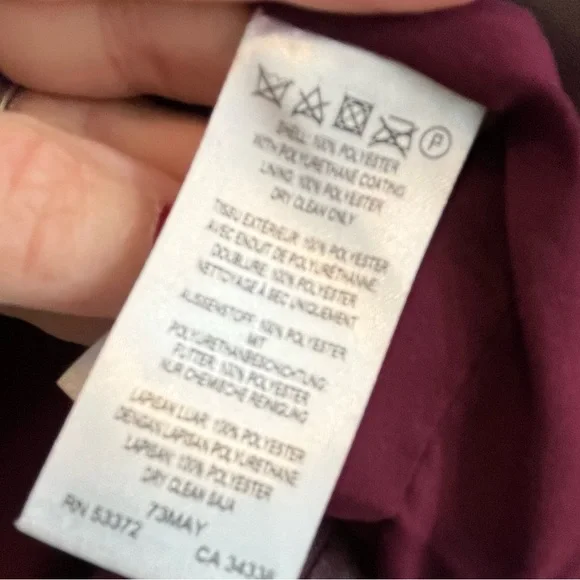 P
SHELL: 100% POLYESTER
WITH POLYURETHANE COATING
LINING: 100% POLYESTER
DRY CLEAN ONLY
TISSU EXTÉRIEUR: 100% POLYESTER
AVEC ENDUIT DE POLYURÉTHANNE
DOUBLURE: 100% POLYESTER
NETTOYAGE À SEC UNIQUEMENT
AUSSENSTOFF: 100% POLYESTER
MIT
POLYURETHANBESCHICHTUNG
FUTTER: 100% POLYESTER
NUR CHEMISCHE REINIGUNG
LAPISAN LUAR: 100% POLYESTER
DENGAN LAPISAN POLYURETHANE
LAPISAN: 100% POLYESTER
DRY CLEAN SAJA
73MAY
RN 53372
CA